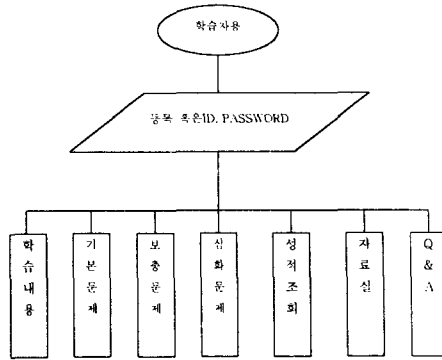 학습자용
등록 혹은ID, PASSWORD
학습내용
기본문제
보충문제
심화문제
성적조회
자료실
Q & A